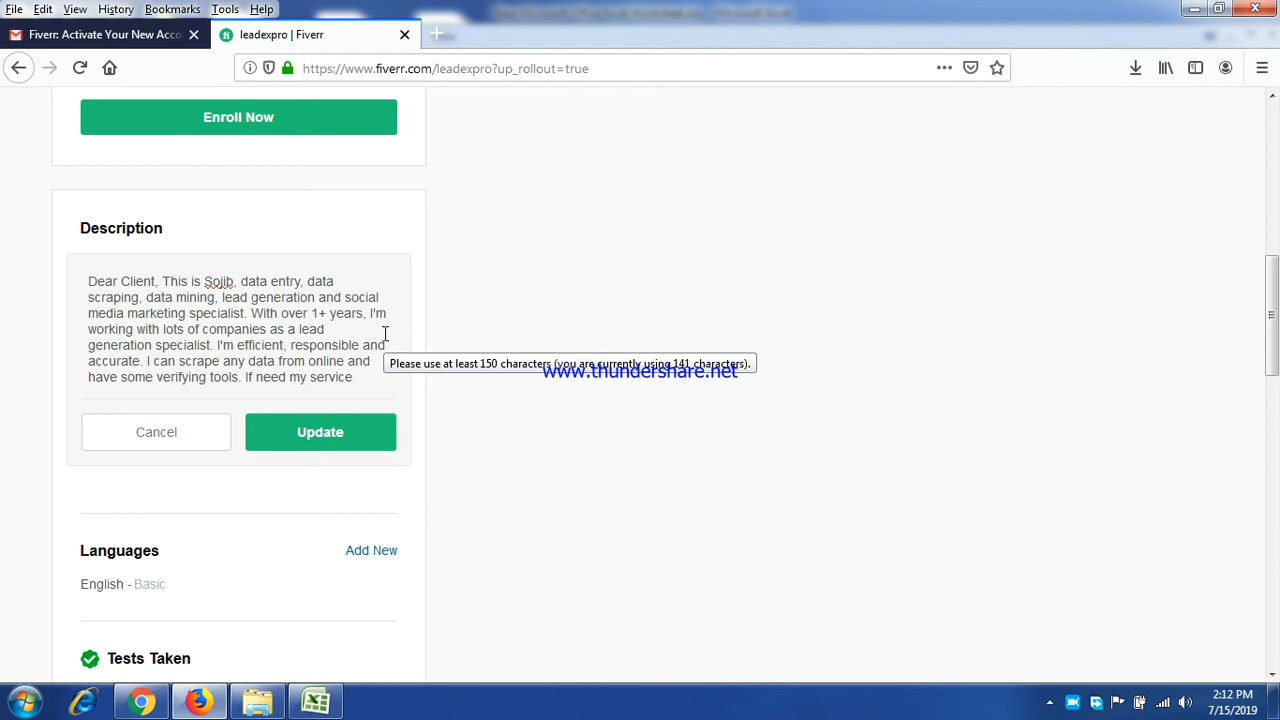 File Edit View History Bookmarks Tools Help
Fiverr: Activate Your New Acco
leadexpro | Fiverr
https://www.fiverr.com/leadexpro?up_rollout=true
Enroll Now
Description
Dear Client, This is Sojib, data entry, data
scraping, data mining, lead generation and social
media marketing specialist. With over 1+ years, I'm
working with lots of companies as a lead
generation specialist. I'm efficient, responsible and
accurate. I can scrape any data from online and
have some verifying tools. If need my service
Please use at least 150 characters (you are currently using 141 characters).
www.thundershare.net
Cancel
Update
Languages
Add New
English - Basic
Tests Taken
2:12 PM
7/15/2019